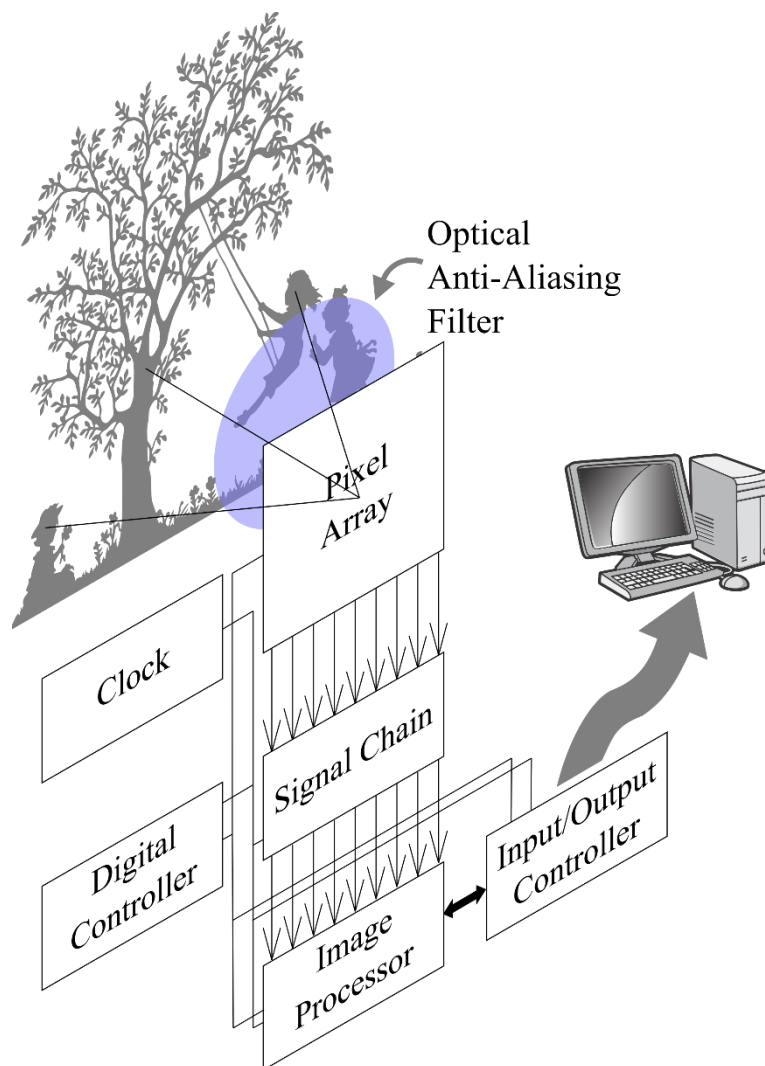 Optical
Anti-Aliasing
Filter
Pixel
Array
Clock
Signal Chain
Input/Output
Controller
Digital
Controller
Image
Processor